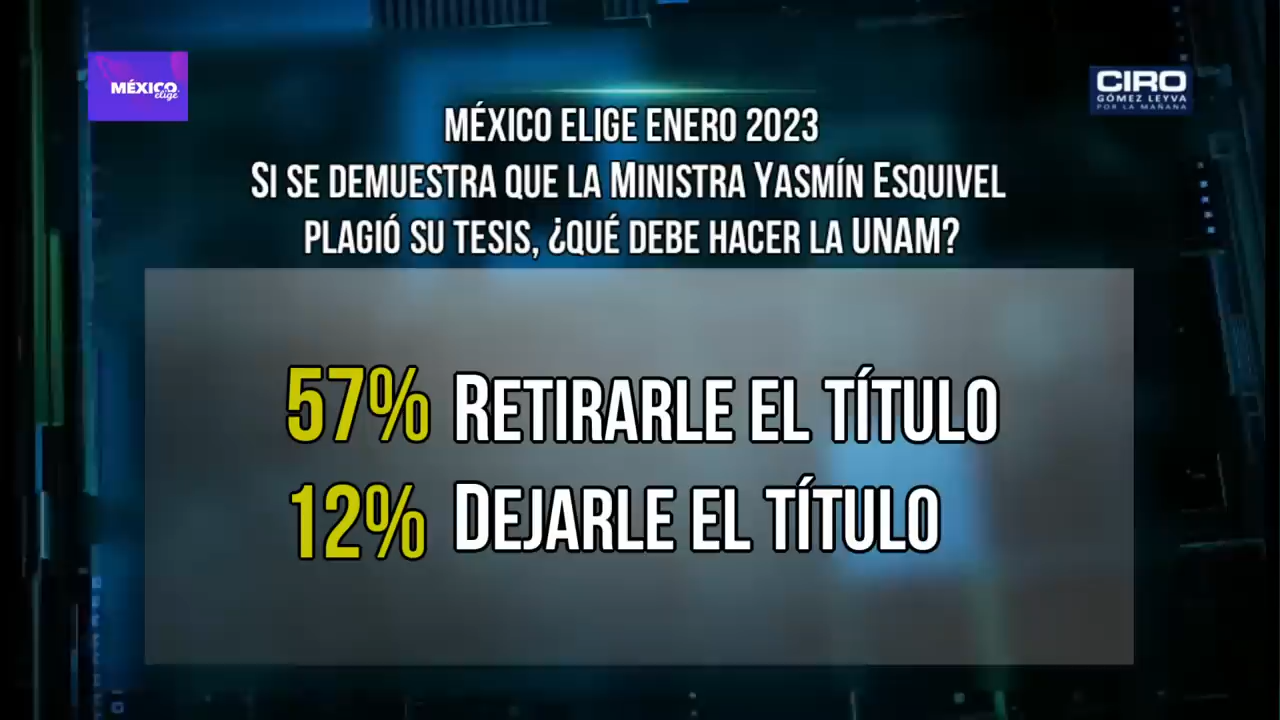 MÉXICO
elige
CIRO
GÓMEZ LEYVA
POR LA MAÑANA
MÉXICO ELIGE ENERO 2023
SI SE DEMUESTRA QUE LA MINISTRA YASMÍN ESQUIVEL
PLAGIÓ SU TESIS, ¿QUÉ DEBE HACER LA UNAM?
57% RETIRARLE EL TÍTULO
12% DEJARLE EL TÍTULO